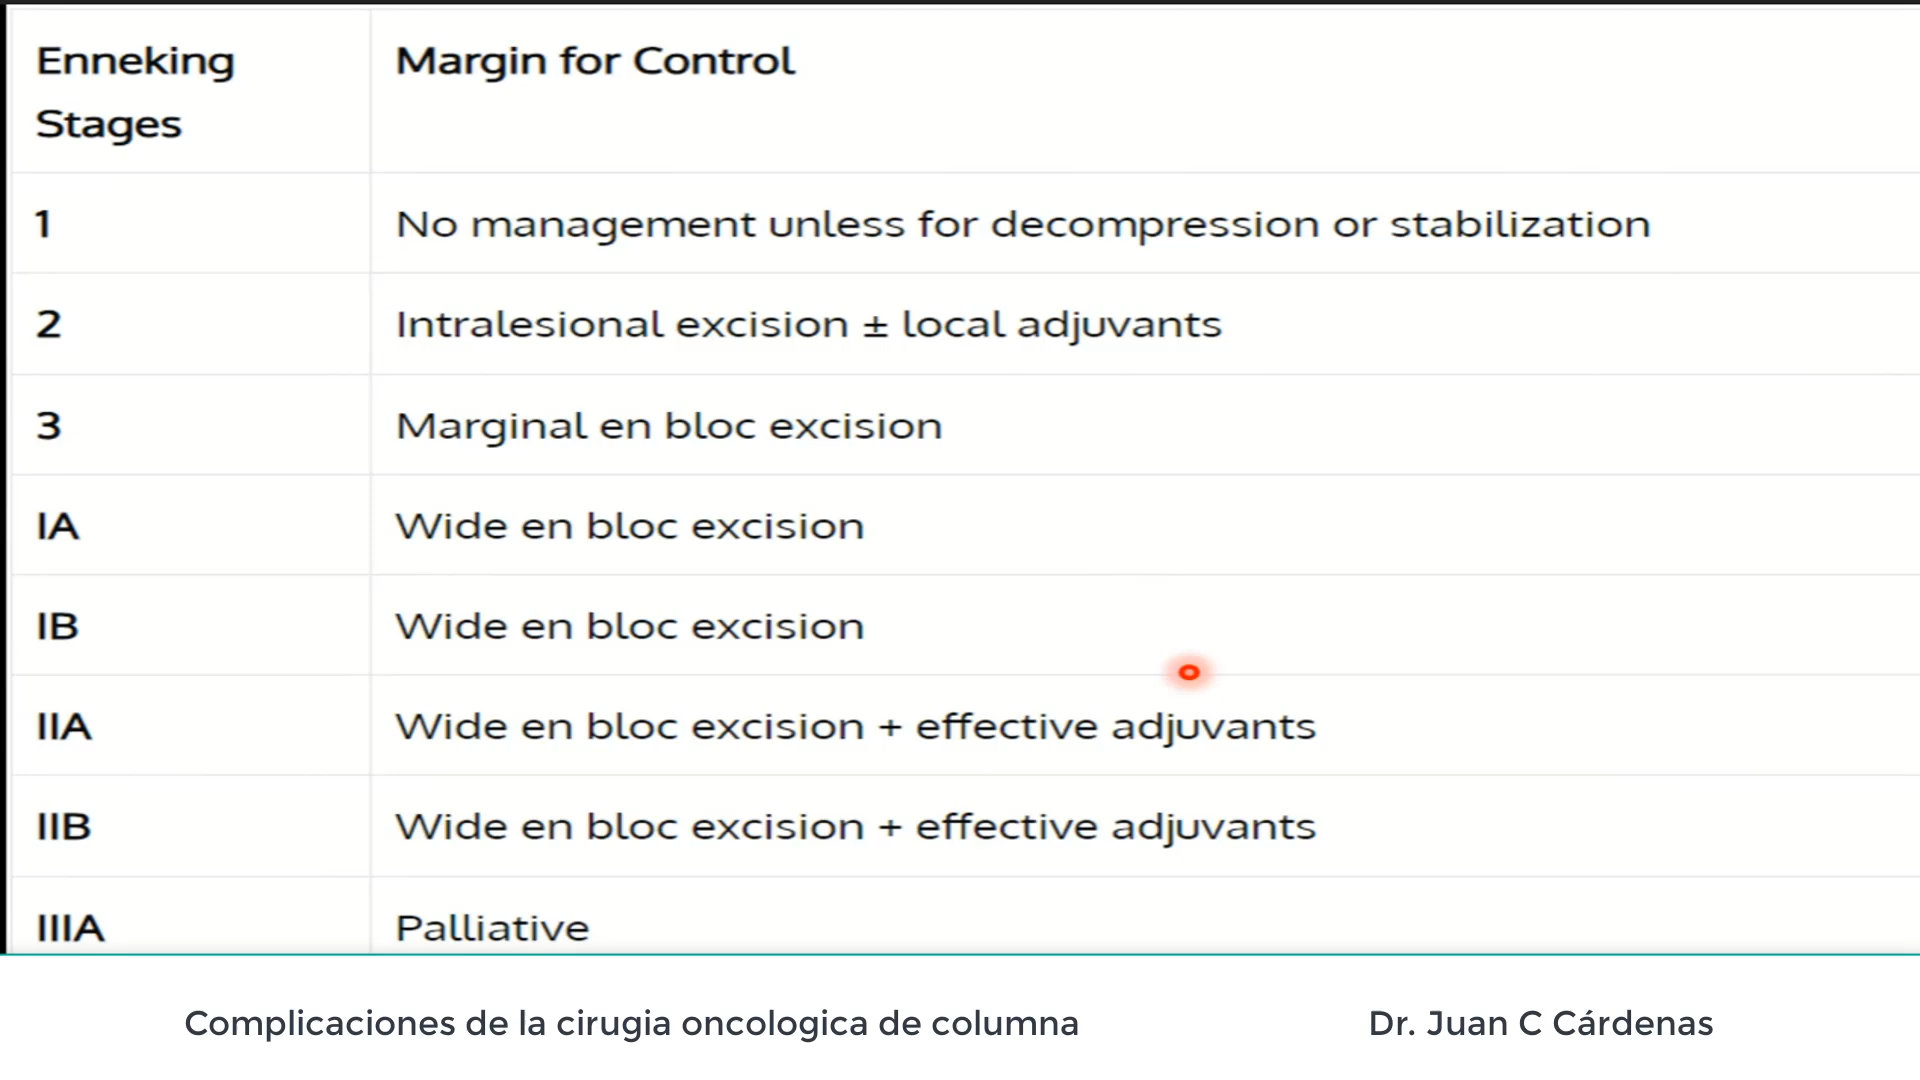 Enneking Stages
Margin for Control
1
No management unless for decompression or stabilization
2
Intralesional excision ± local adjuvants
3
Marginal en bloc excision
IA
Wide en bloc excision
IB
Wide en bloc excision
IIA
Wide en bloc excision + effective adjuvants
IIB
Wide en bloc excision + effective adjuvants
IIIA
Palliative
Complicaciones de la cirugia oncologica de columna
Dr. Juan C Cárdenas